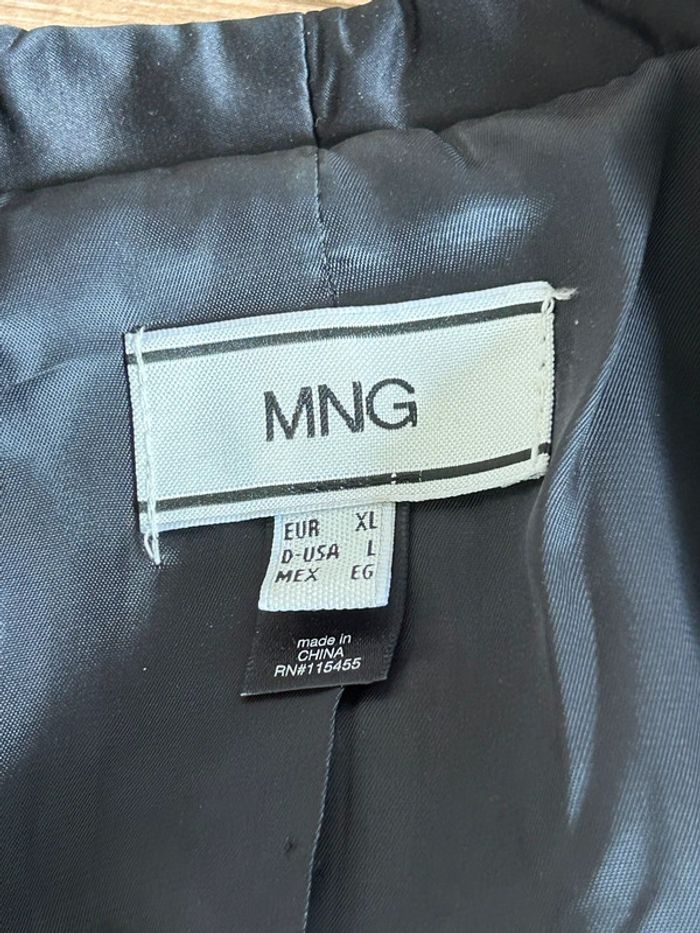 MNG
EUR XL
D-USA L
MEX EG
made in
CHINA
RN#115455